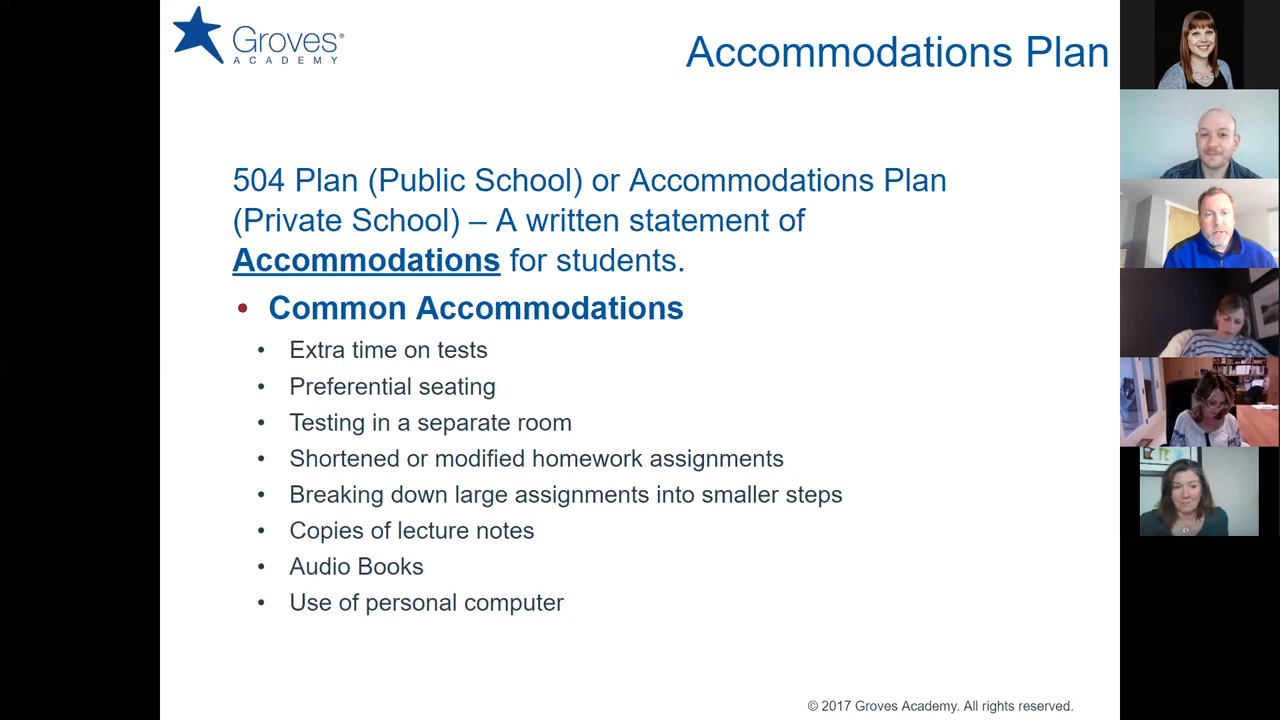 Groves®
ACADEMY
Accommodations Plan
504 Plan (Public School) or Accommodations Plan
(Private School) – A written statement of
Accommodations for students.
• Common Accommodations
• Extra time on tests
• Preferential seating
• Testing in a separate room
• Shortened or modified homework assignments
• Breaking down large assignments into smaller steps
• Copies of lecture notes
• Audio Books
• Use of personal computer
© 2017 Groves Academy. All rights reserved.